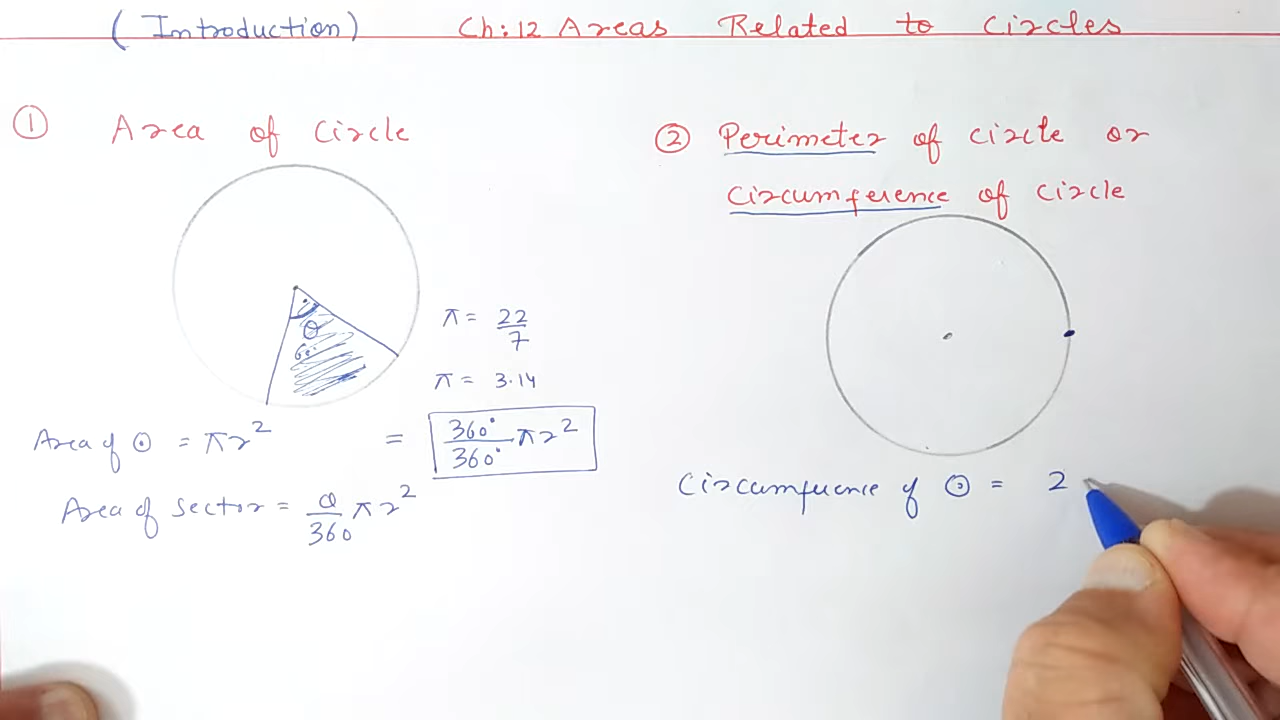 (Introduction) Ch:12 Areas Related to Circles
① Area of Circle
θ
60°
π = 22/7
π = 3.14
Area of ⊙ = πr² = 360°/360° πr²
Area of sector = θ/360 πr²
② Perimeter of circle or
Circumference of circle
Circumference of ⊙ = 2